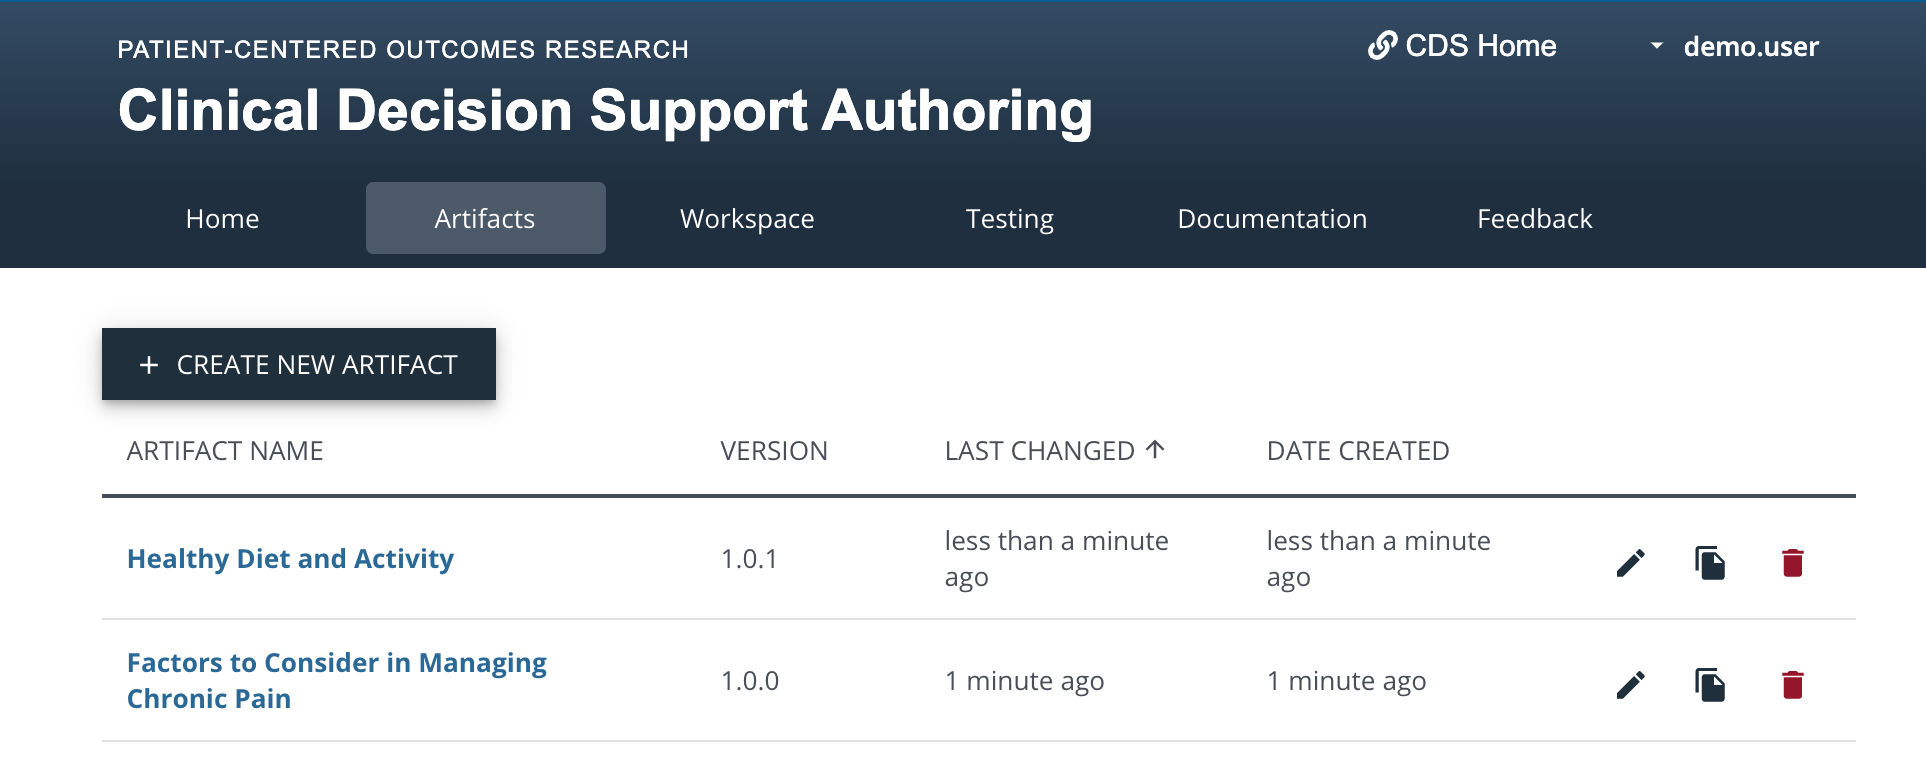 PATIENT-CENTERED OUTCOMES RESEARCH
CDS Home
demo.user
Clinical Decision Support Authoring
Home
Artifacts
Workspace
Testing
Documentation
Feedback
+ CREATE NEW ARTIFACT
ARTIFACT NAME
VERSION
LAST CHANGED ↑
DATE CREATED
Healthy Diet and Activity
1.0.1
less than a minute
ago
less than a minute
ago
Factors to Consider in Managing
Chronic Pain
1.0.0
1 minute ago
1 minute ago